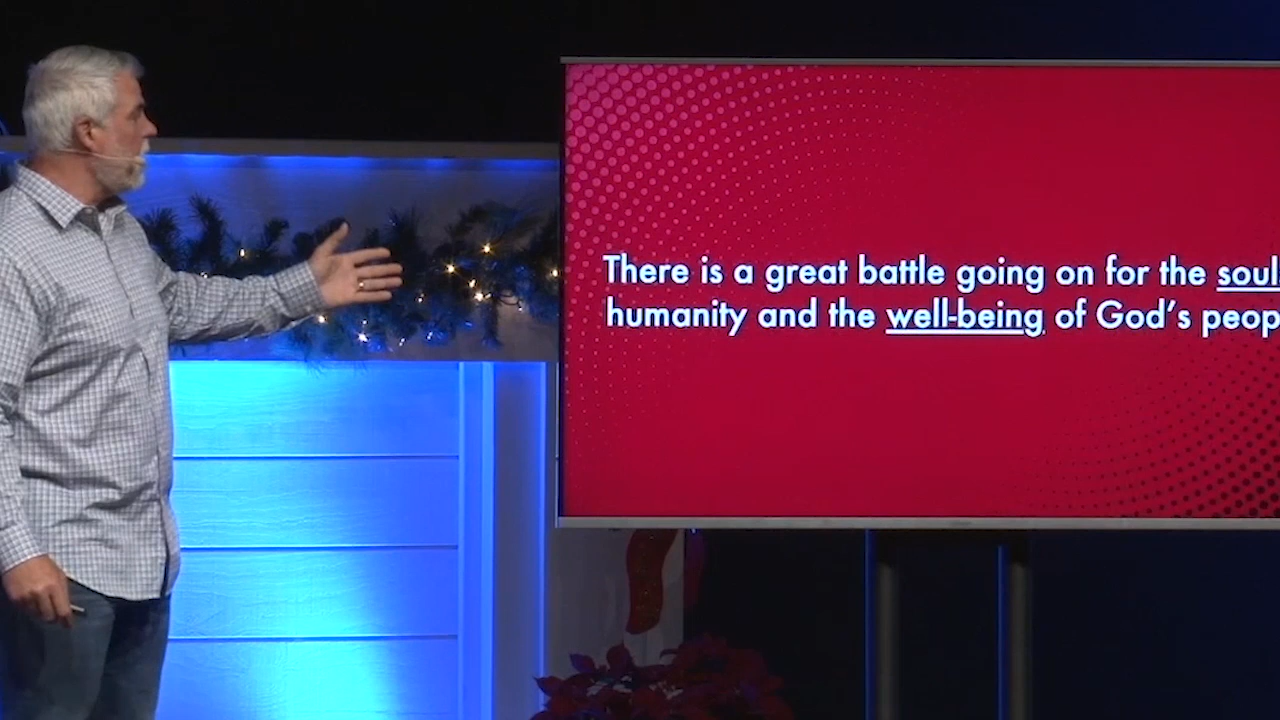 There is a great battle going on for the soul
humanity and the well-being of God's peop